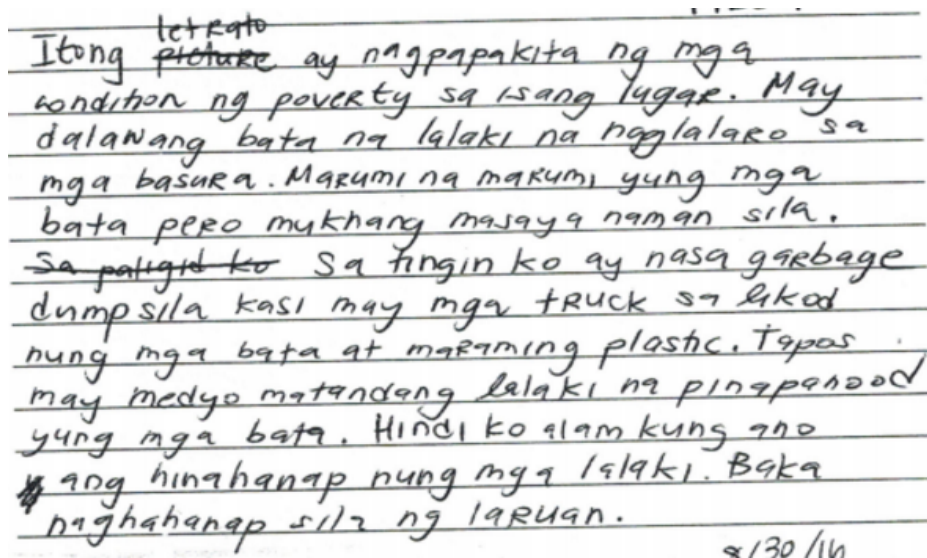 letrato
Itong picture ay nagpapakita ng mga
condition ng poverty sa isang lugar. May
dalawang bata na lalaki na naglalaro sa
mga basura. Marumi na marumi yung mga
bata pero mukhang masaya naman sila.
Sa paligid ko Sa tingin ko ay nasa garbage
dump sila kasi may mga truck sa likod
nung mga bata at maraming plastic. Tapos
may medyo matandang lalaki na pinapanood
yung mga bata. Hindi ko alam kung ano
ang hinahanap nung mga lalaki. Baka
naghahanap sila ng laruan.
8/30/16